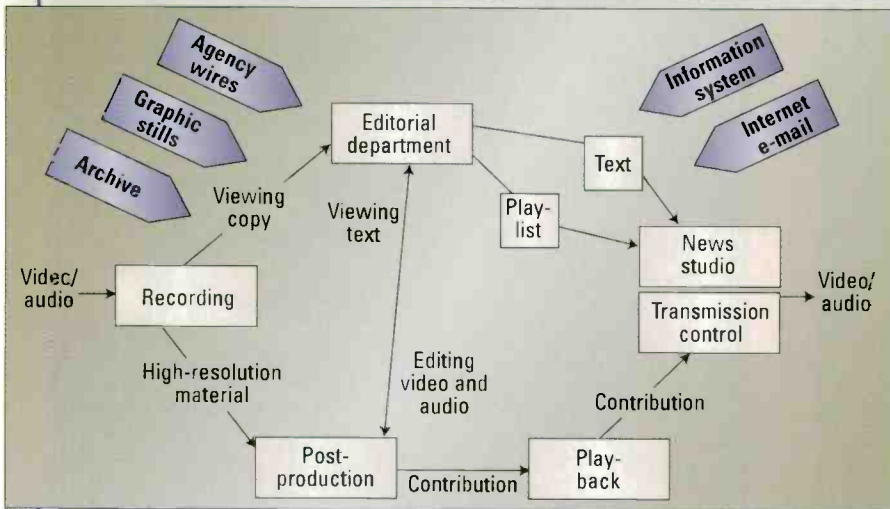 Agency
wires
Graphic
stills
Archive
Information
system
Internet
e-mail
Editorial
department
Text
Play-
list
Viewing
copy
Viewing
text
News
studio
Video/
audio
Recording
Transmission
control
Video/
audio
High-resolution
material
Editing
video and
audio
Contribution
Post-
production
Contribution
Play-
back